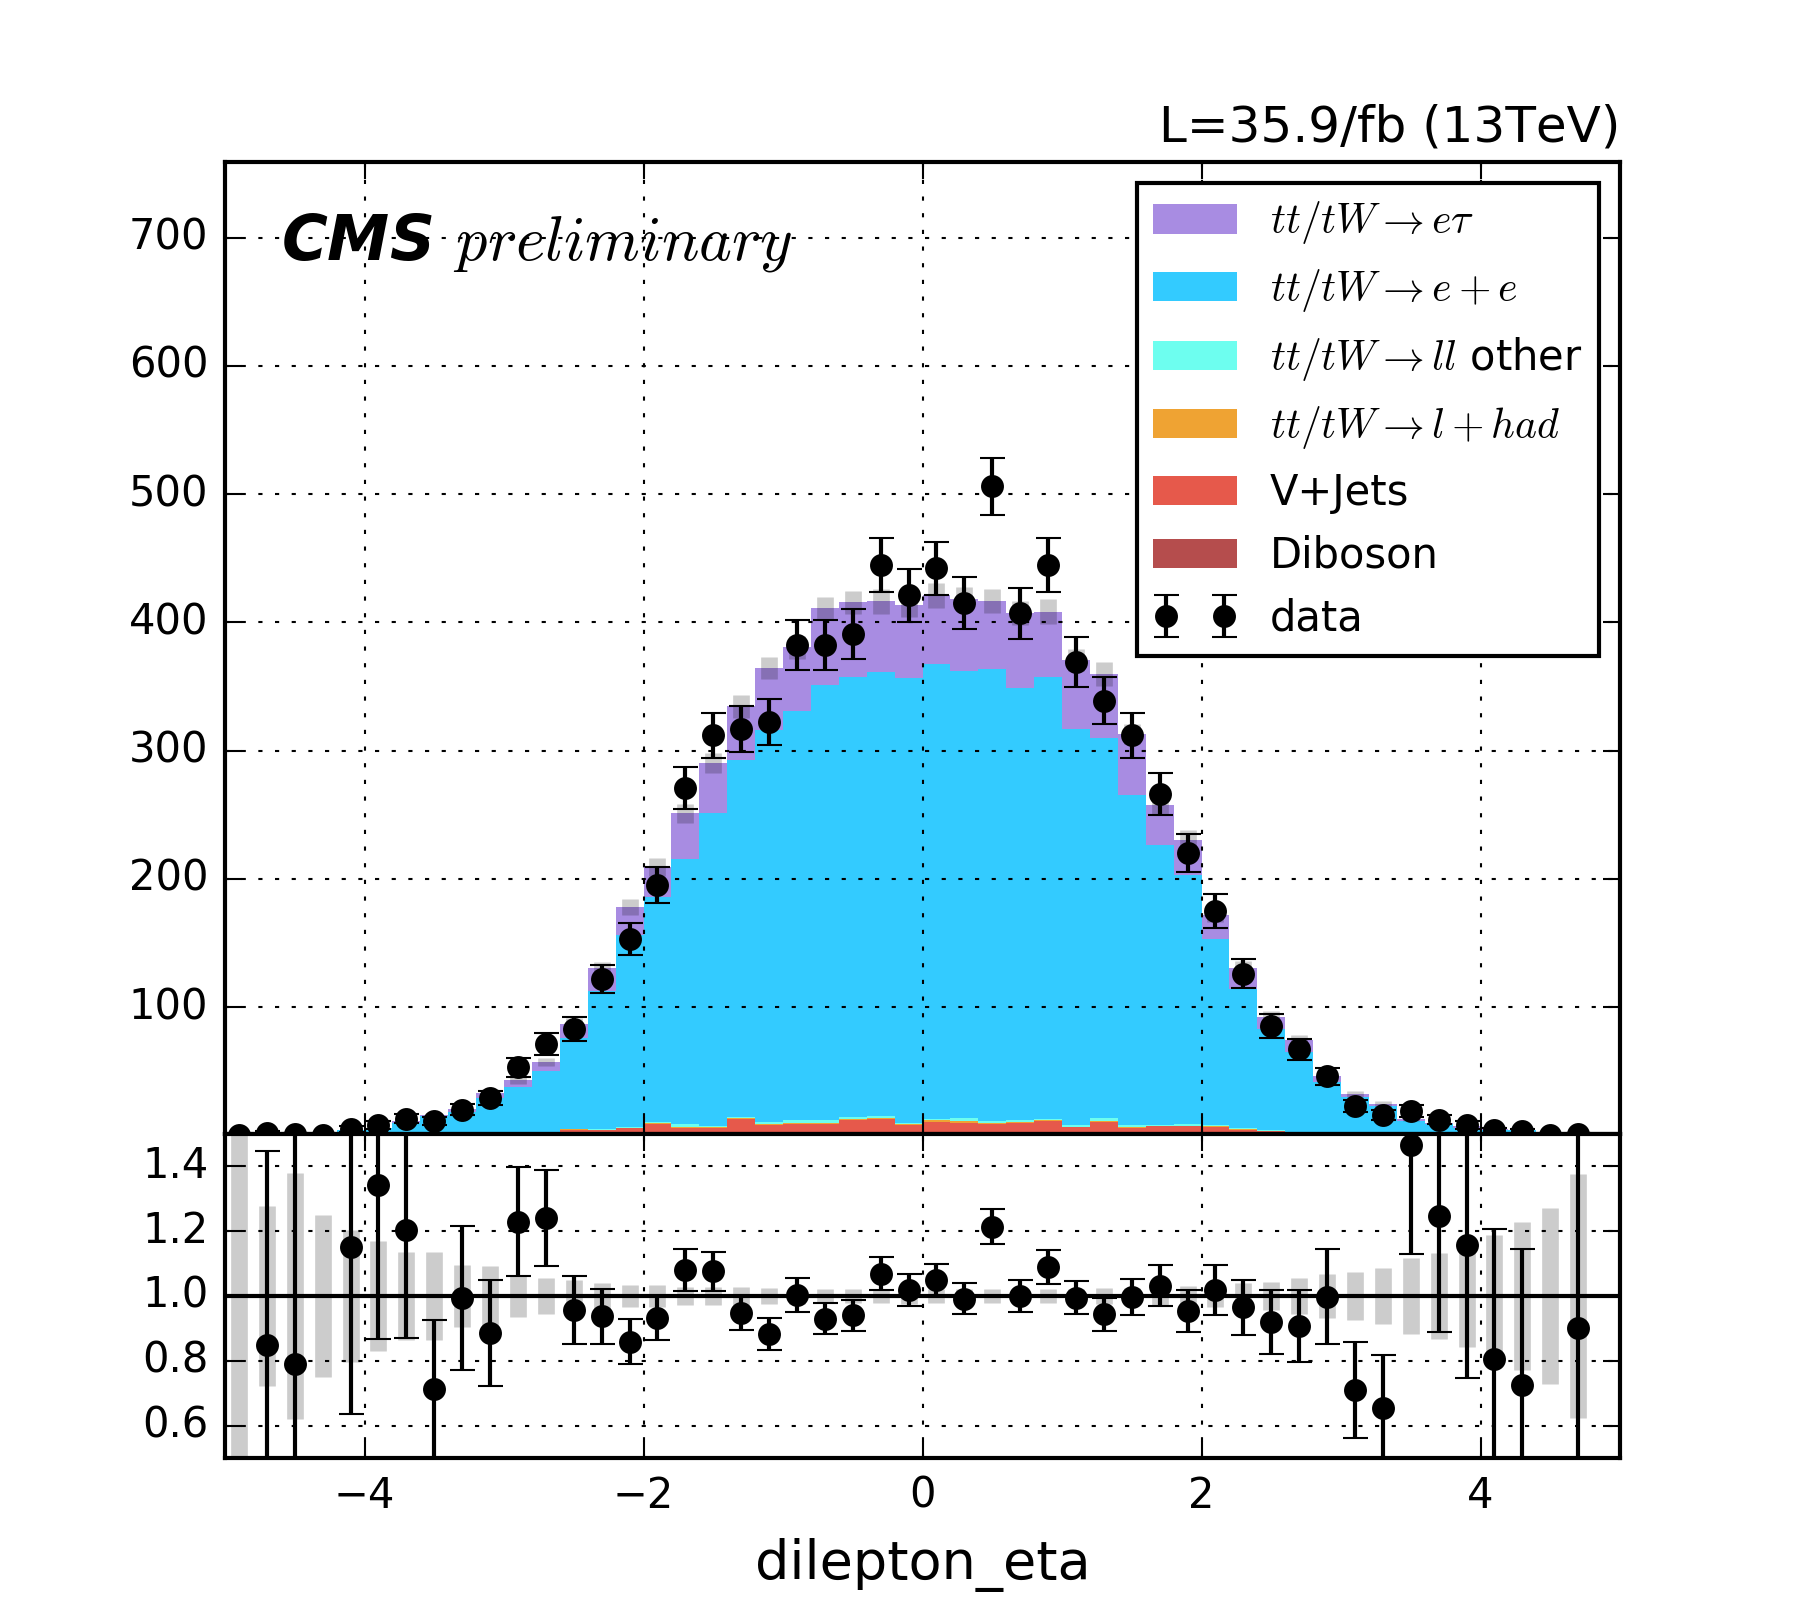 L=35.9/fb (13TeV)
CMS preliminary
700
600
500
400
300
200
100
tt/tW→eτ
tt/tW→e+e
tt/tW→ll other
tt/tW→l+had
V+Jets
Diboson
data
1.4
1.2
1.0
0.8
0.6
−4 −2 0 2 4
dilepton_eta